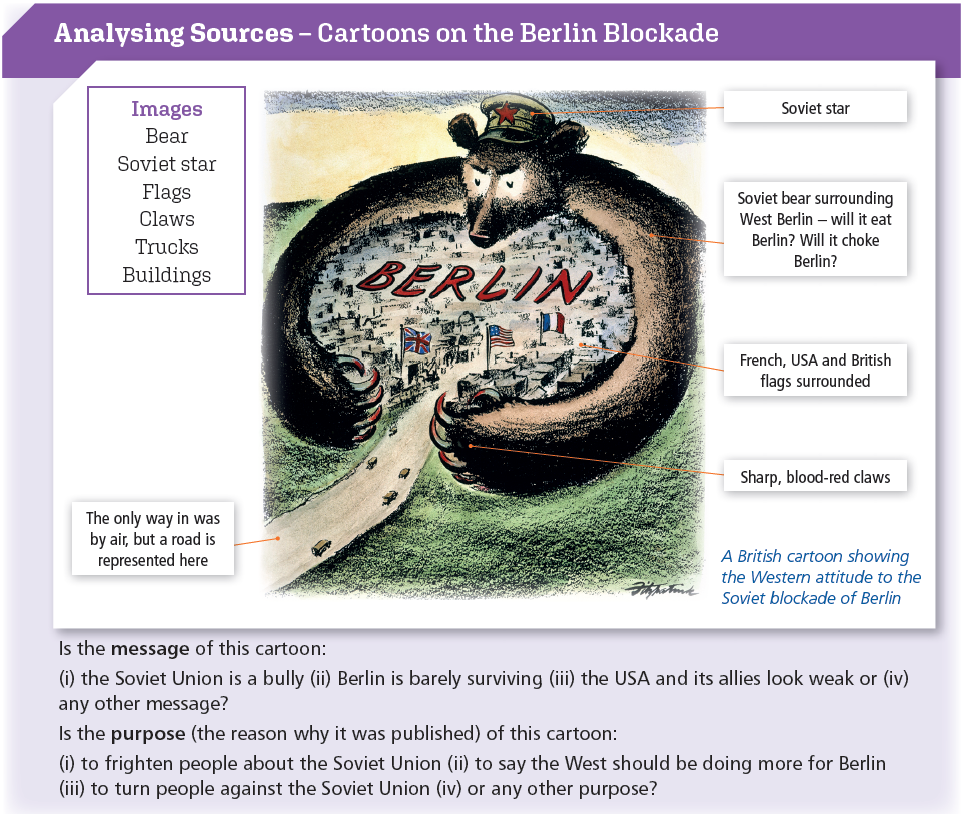 Analysing Sources – Cartoons on the Berlin Blockade
Images
Bear
Soviet star
Flags
Claws
Trucks
Buildings
Soviet star
Soviet bear surrounding
West Berlin – will it eat
Berlin? Will it choke
Berlin?
BERLIN
French, USA and British
flags surrounded
Sharp, blood-red claws
The only way in was
by air, but a road is
represented here
Fitzpatrick
A British cartoon showing
the Western attitude to the
Soviet blockade of Berlin
Is the message of this cartoon:
(i) the Soviet Union is a bully (ii) Berlin is barely surviving (iii) the USA and its allies look weak or (iv)
any other message?
Is the purpose (the reason why it was published) of this cartoon:
(i) to frighten people about the Soviet Union (ii) to say the West should be doing more for Berlin
(iii) to turn people against the Soviet Union (iv) or any other purpose?